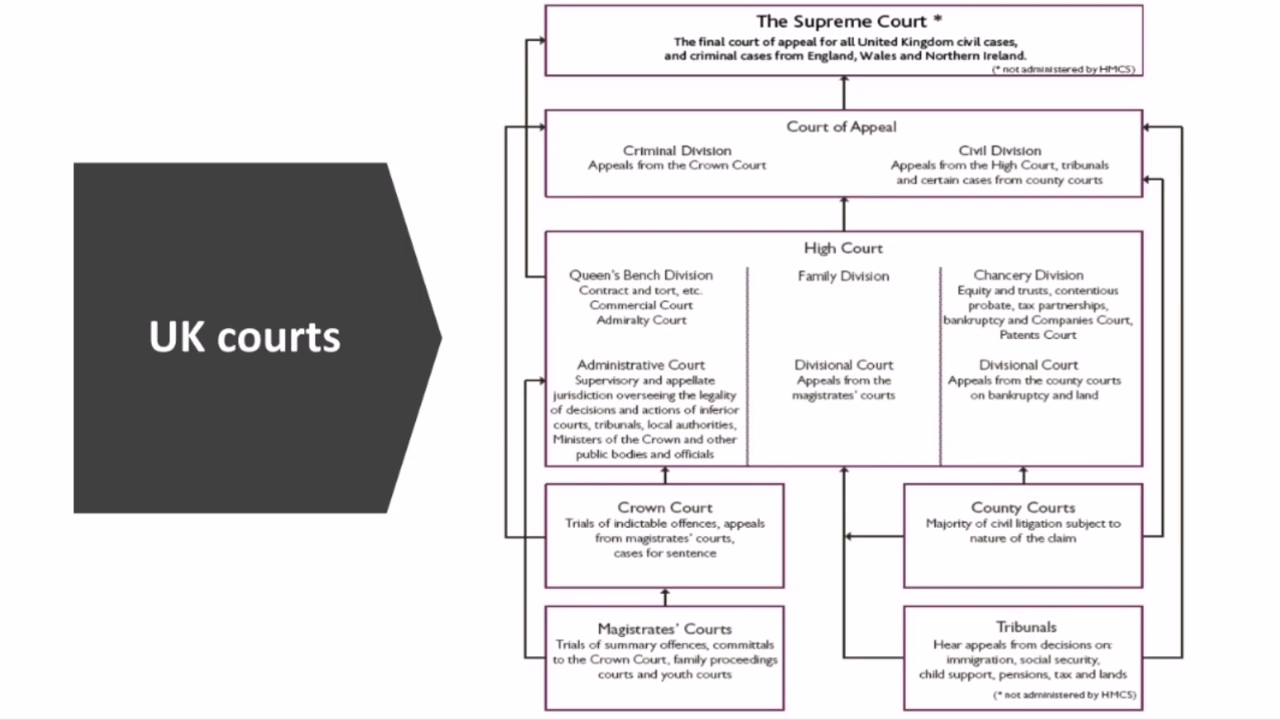 UK courts
The Supreme Court *
The final court of appeal for all United Kingdom civil cases,
and criminal cases from England, Wales and Northern Ireland.
(* not administered by HMCS)
Court of Appeal
Criminal Division
Appeals from the Crown Court
Civil Division
Appeals from the High Court, tribunals
and certain cases from county courts
High Court
Queen's Bench Division
Contract and tort, etc.
Commercial Court
Admiralty Court
Administrative Court
Supervisory and appellate
jurisdiction overseeing the legality
of decisions and actions of inferior
courts, tribunals, local authorities,
Ministers of the Crown and other
public bodies and officials
Family Division
Divisional Court
Appeals from the
magistrates' courts
Chancery Division
Equity and trusts, contentious
probate, tax partnerships,
bankruptcy and Companies Court,
Patents Court
Divisional Court
Appeals from the county courts
on bankruptcy and land
Crown Court
Trials of indictable offences, appeals
from magistrates' courts,
cases for sentence
County Courts
Majority of civil litigation subject to
nature of the claim
Magistrates' Courts
Trials of summary offences, committals
to the Crown Court, family proceedings
courts and youth courts
Tribunals
Hear appeals from decisions on:
immigration, social security,
child support, pensions, tax and lands
(* not administered by HMCS)